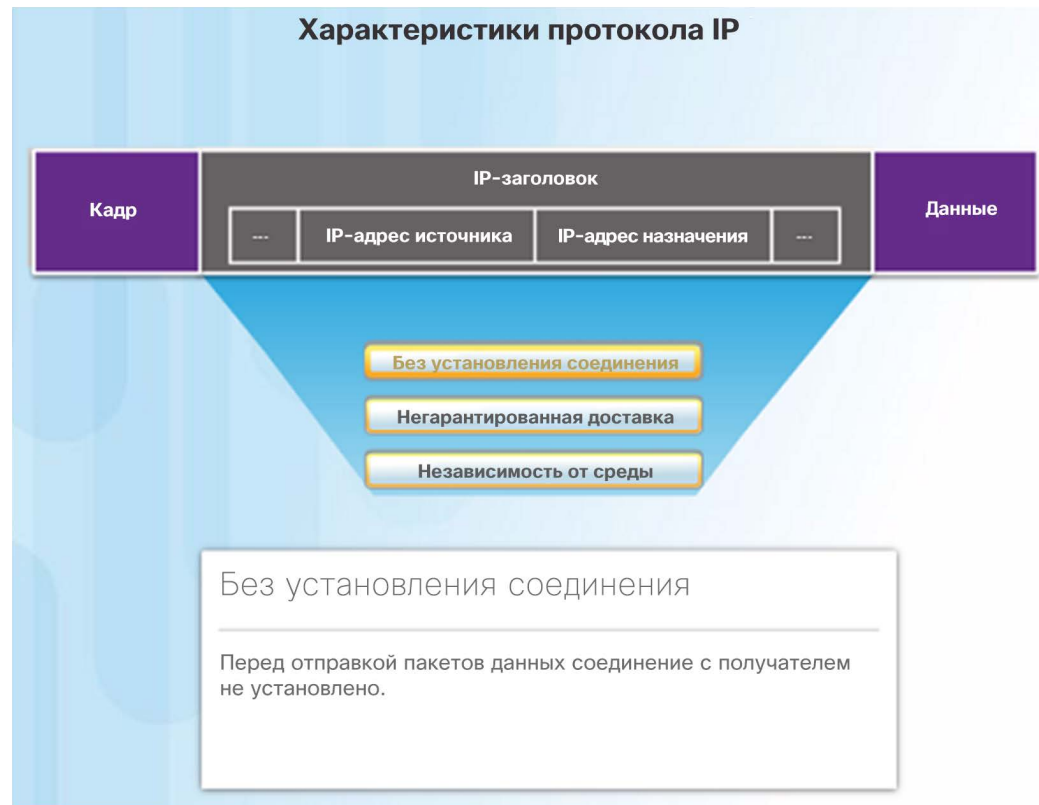 Характеристики протокола IP
IP-заголовок
Кадр
Данные
---
IP-адрес источника
IP-адрес назначения
---
Без установления соединения
Негарантированная доставка
Независимость от среды
Без установления соединения
Перед отправкой пакетов данных соединение с получателем
не установлено.